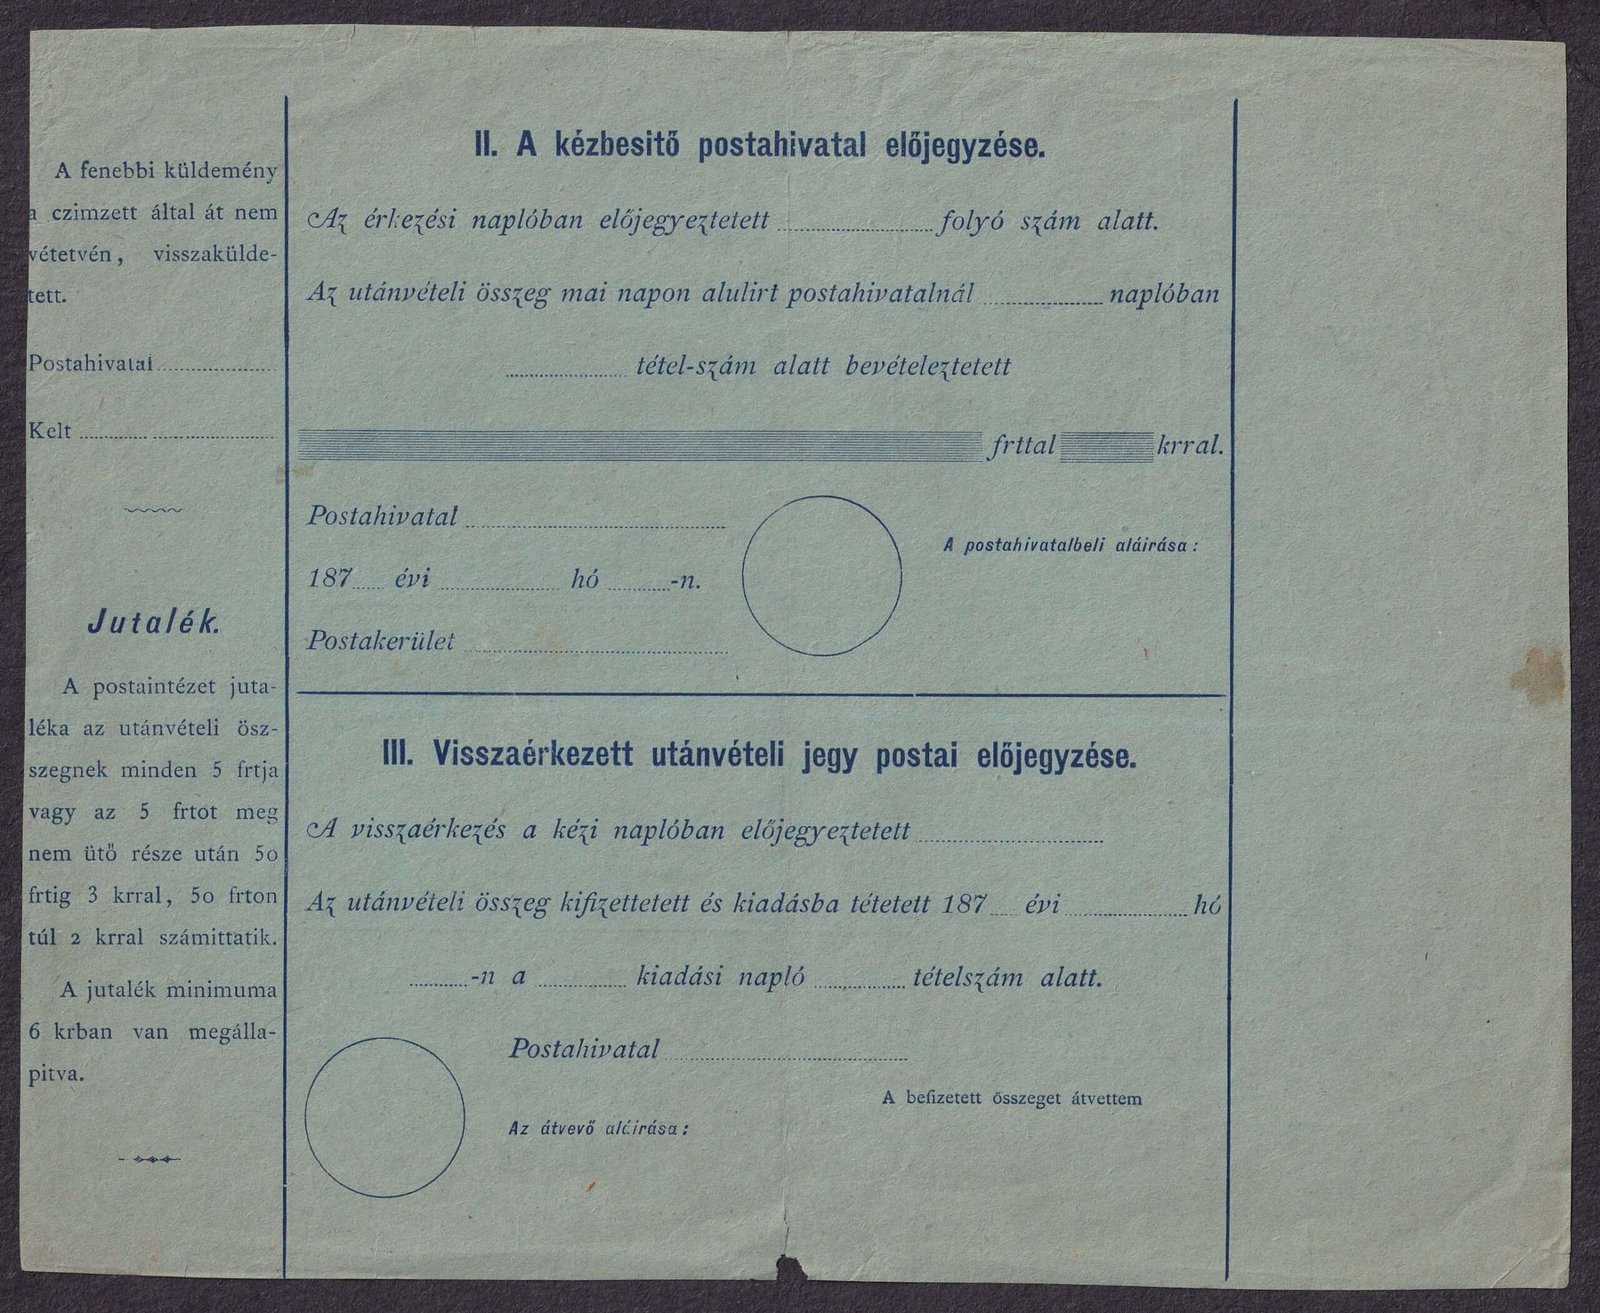 A fenebbi küldemény
a czimzett által át nem
vétetvén, visszakülde-
tett.
Postahivatal
Kelt
Jutalék.
A postaintézet juta-
léka az utánvételi ösz-
szegnek minden 5 frtja
vagy az 5 frtot meg
nem ütő része után 50
frtig 3 krral, 50 frton
túl 2 krral számittatik.
A jutalék minimuma
6 krban van megálla-
pitva.
II. A kézbesitő postahivatal előjegyzése.
Az érkezési naplóban előjegyeztetett folyó szám alatt.
Az utánvételi összeg mai napon alulirt postahivatalnál naplóban
tétel-szám alatt bevételeztetett
frttal krral.
Postahivatal
187 évi hó -n.
Postakerület
A postahivatalbeli aláirása:
III. Visszaérkezett utánvételi jegy postai előjegyzése.
A visszaérkezés a kézi naplóban előjegyeztetett
Az utánvételi összeg kifizettetett és kiadásba tétetett 187 évi hó
-n a kiadási napló tételszám alatt.
Postahivatal
A befizetett összeget átvettem
Az átvevő aláirása: